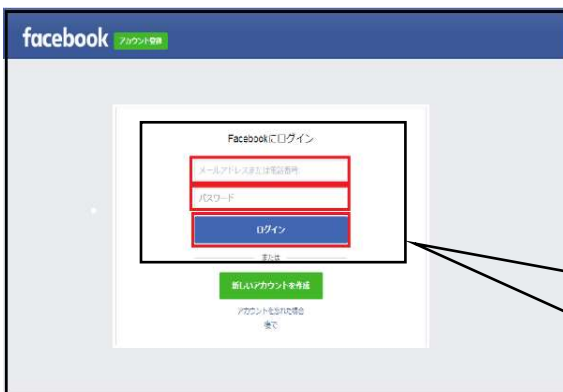 facebook アカウント登録
Facebookにログイン
メールアドレスまたは電話番号
パスワード
ログイン
または
新しいアカウントを作成
アカウントを忘れた場合
後で